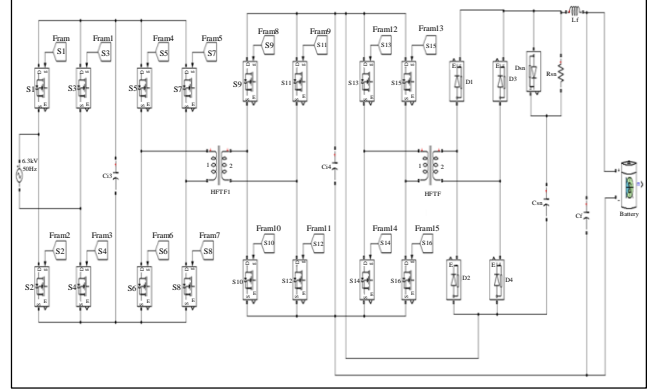 Fram Fram1 Fram4 Fram5 Fram8 Fram9 Fram12 Fram13
S1 S3 S5 S7 S9 S11 S13 S15
Lf
S1 S3 S5 S7 S9 S11 S13 S15 D1 D3 Dsn Rsn
6.5kV
50Hz
Ci3 1 2 Ci4 1 2
HFTF1 HFTF
Csn Cf
Battery
Fram2 Fram3 Fram6 Fram7 Fram10 Fram11 Fram14 Fram15
S2 S4 S6 S8 S10 S12 S14 S16
S2 S4 S6 S8 S10 S12 S14 S16 D2 D4